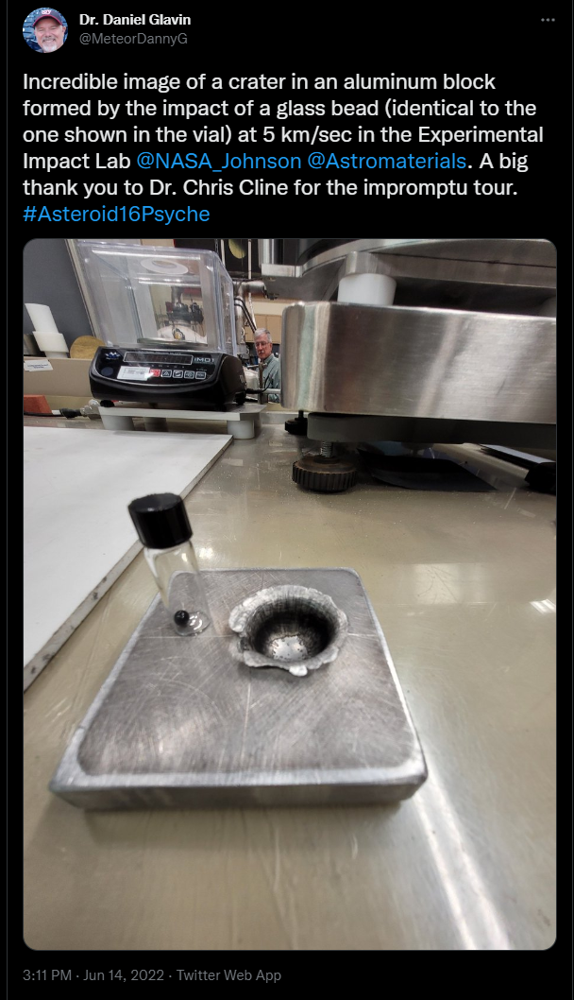 Dr. Daniel Glavin
@MeteorDannyG
Incredible image of a crater in an aluminum block
formed by the impact of a glass bead (identical to the
one shown in the vial) at 5 km/sec in the Experimental
Impact Lab @NASA_Johnson @Astromaterials. A big
thank you to Dr. Chris Cline for the impromptu tour.
#Asteroid16Psyche
3:11 PM · Jun 14, 2022 · Twitter Web App